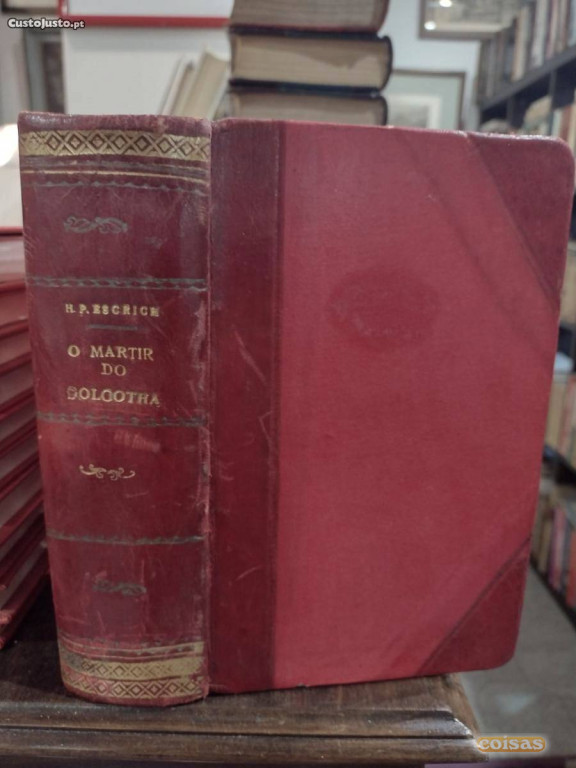 CustoJusto.pt
H. P. ESCRICH
O MARTIR
DO
GOLGOTHA
coisas